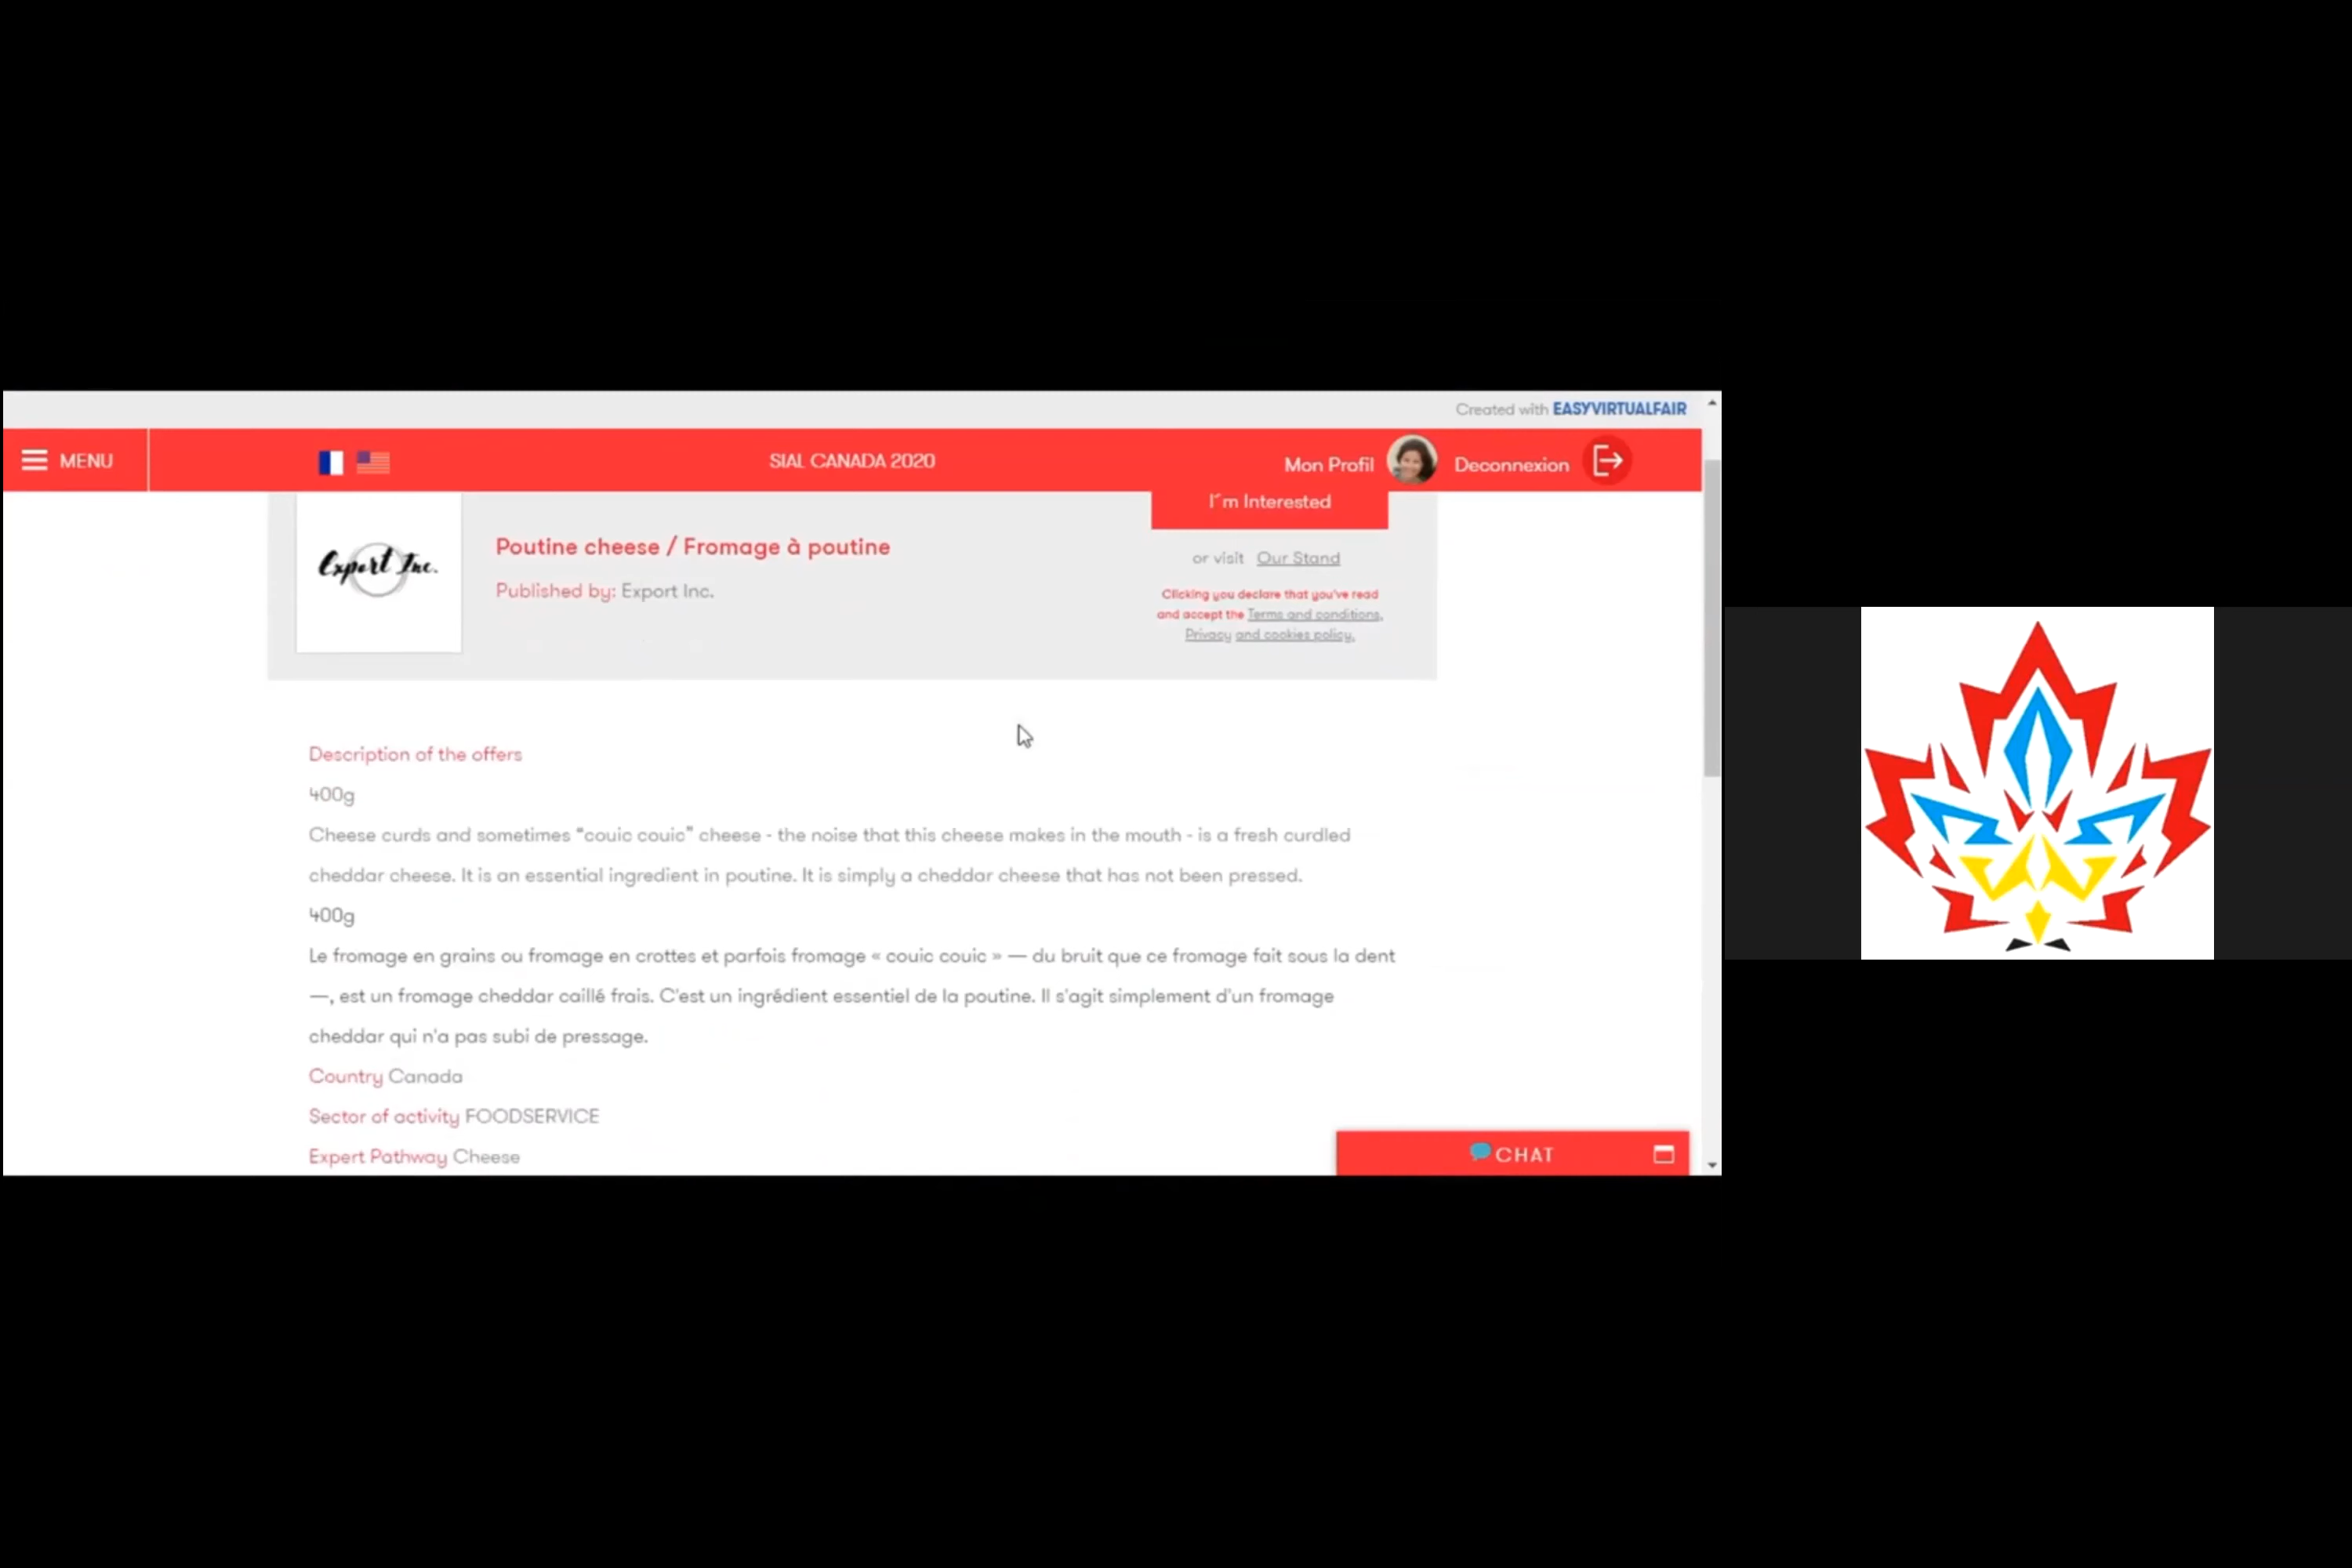 Created with EASYVIRTUALFAIR
MENU
SIAL CANADA 2020
Mon Profil
Deconnexion
I´m Interested
Export Inc.
Poutine cheese / Fromage à poutine
Published by: Export Inc.
or visit Our Stand
Clicking you declare that you've read
and accept the Terms and conditions,
Privacy and cookies policy.
Description of the offers
400g
Cheese curds and sometimes “couic couic” cheese - the noise that this cheese makes in the mouth - is a fresh curdled
cheddar cheese. It is an essential ingredient in poutine. It is simply a cheddar cheese that has not been pressed.
400g
Le fromage en grains ou fromage en crottes et parfois fromage « couic couic » — du bruit que ce fromage fait sous la dent
—, est un fromage cheddar caillé frais. C'est un ingrédient essentiel de la poutine. Il s'agit simplement d'un fromage
cheddar qui n'a pas subi de pressage.
Country Canada
Sector of activity FOODSERVICE
Expert Pathway Cheese
CHAT